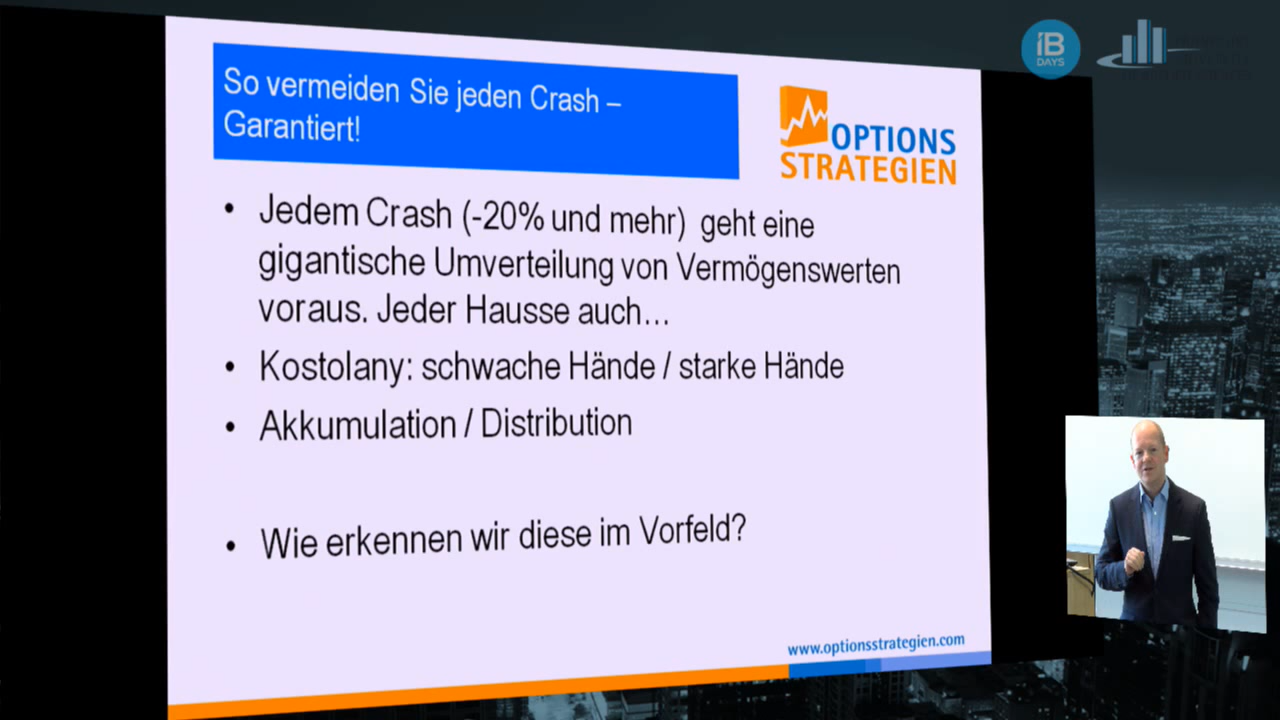 iB
DAYS
So vermeiden Sie jeden Crash –
Garantiert!
OPTIONS
STRATEGIEN
• Jedem Crash (-20% und mehr) geht eine
gigantische Umverteilung von Vermögenswerten
voraus. Jeder Hausse auch…
• Kostolany: schwache Hände / starke Hände
• Akkumulation / Distribution
• Wie erkennen wir diese im Vorfeld?
www.optionsstrategien.com